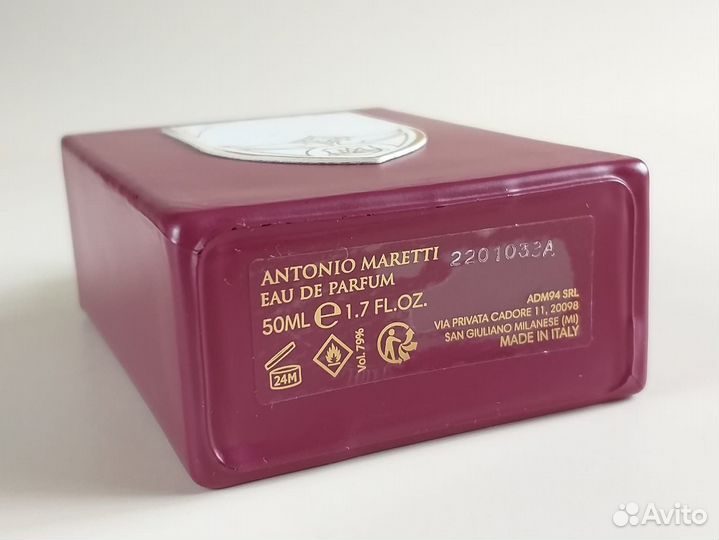 ANTONIO MARETTI 2201033A
EAU DE PARFUM
50ML e 1.7 FL.OZ.
24M
Vol. 79%
ADM94 SRL
VIA PRIVATA CADORE 11, 20098
SAN GIULIANO MILANESE (MI)
MADE IN ITALY
Avito